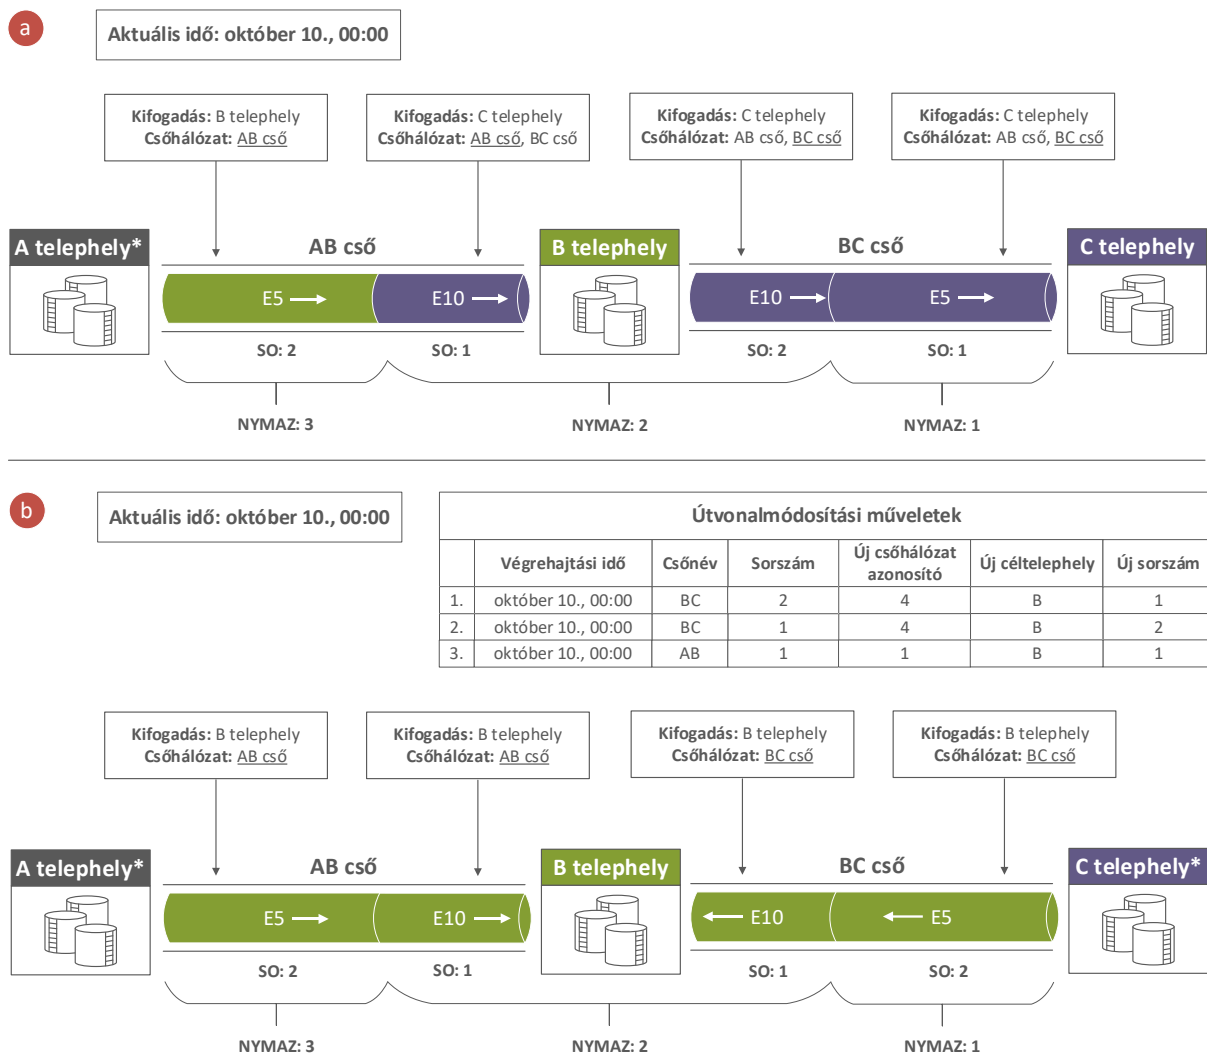 a
Aktuális idő: október 10., 00:00
Kifogadás: B telephely
Csőhálózat: AB cső
Kifogadás: C telephely
Csőhálózat: AB cső, BC cső
Kifogadás: C telephely
Csőhálózat: AB cső, BC cső
Kifogadás: C telephely
Csőhálózat: AB cső, BC cső
A telephely*
AB cső
B telephely
BC cső
C telephely
E5
E10
E10
E5
SO: 2
SO: 1
SO: 2
SO: 1
NYMAZ: 3
NYMAZ: 2
NYMAZ: 1
b
Aktuális idő: október 10., 00:00
Útvonalmódosítási műveletek
Végrehajtási idő Csőnév Sorszám Új csőhálózat azonosító Új céltelephely Új sorszám
1. október 10., 00:00 BC 2 4 B 1
2. október 10., 00:00 BC 1 4 B 2
3. október 10., 00:00 AB 1 1 B 1
Kifogadás: B telephely
Csőhálózat: AB cső
Kifogadás: B telephely
Csőhálózat: AB cső
Kifogadás: B telephely
Csőhálózat: BC cső
Kifogadás: B telephely
Csőhálózat: BC cső
A telephely*
AB cső
B telephely
BC cső
C telephely*
E5
E10
E10
E5
SO: 2
SO: 1
SO: 1
SO: 2
NYMAZ: 3
NYMAZ: 2
NYMAZ: 1